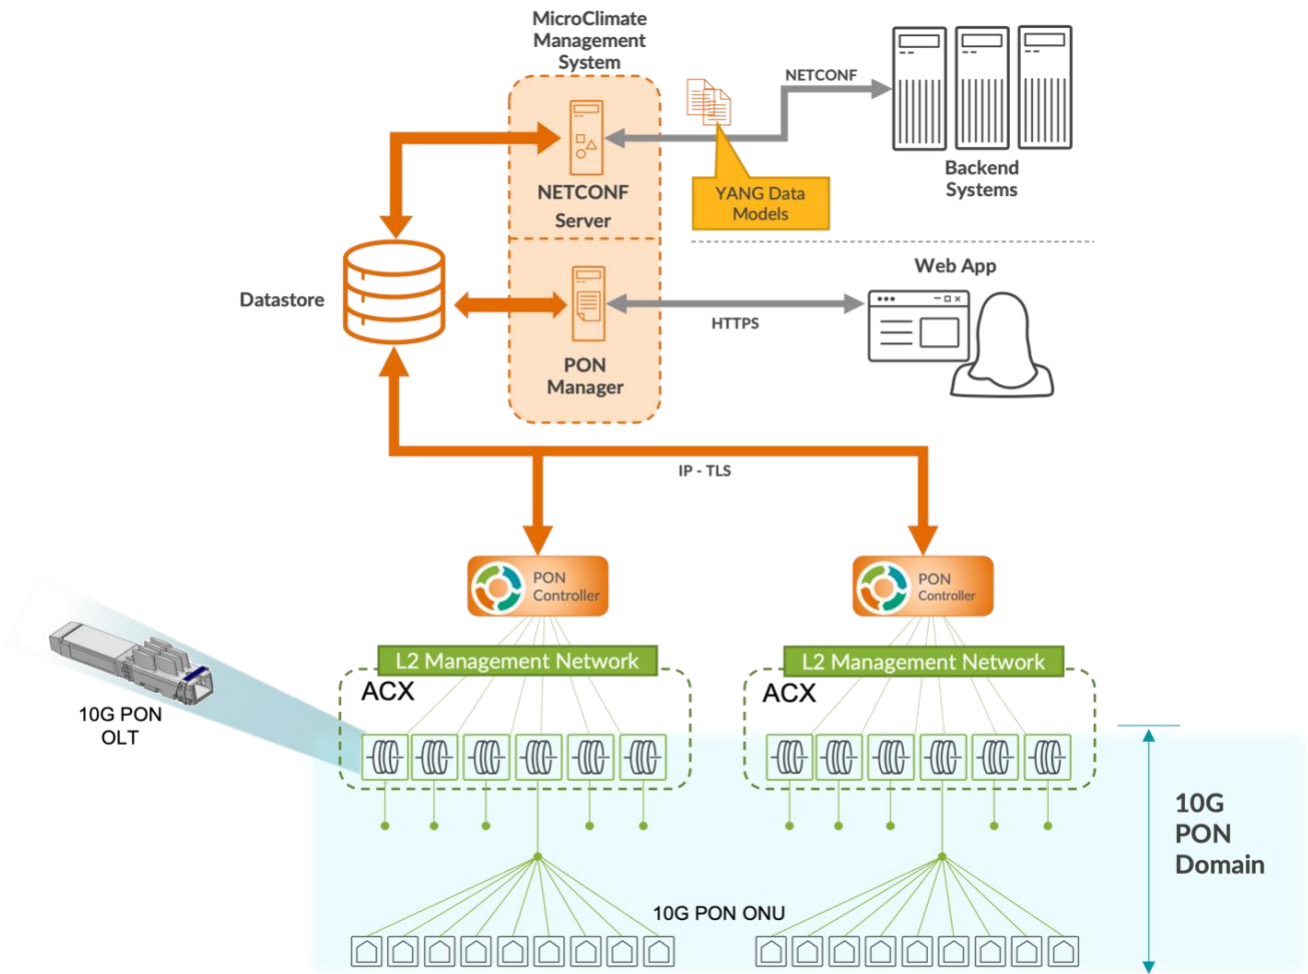 MicroClimate
Management
System
NETCONF
Backend
Systems
NETCONF
Server
YANG Data
Models
Web App
Datastore
HTTPS
PON
Manager
IP - TLS
PON
Controller
PON
Controller
L2 Management Network
L2 Management Network
ACX
ACX
10G PON
OLT
10G
PON
Domain
10G PON ONU